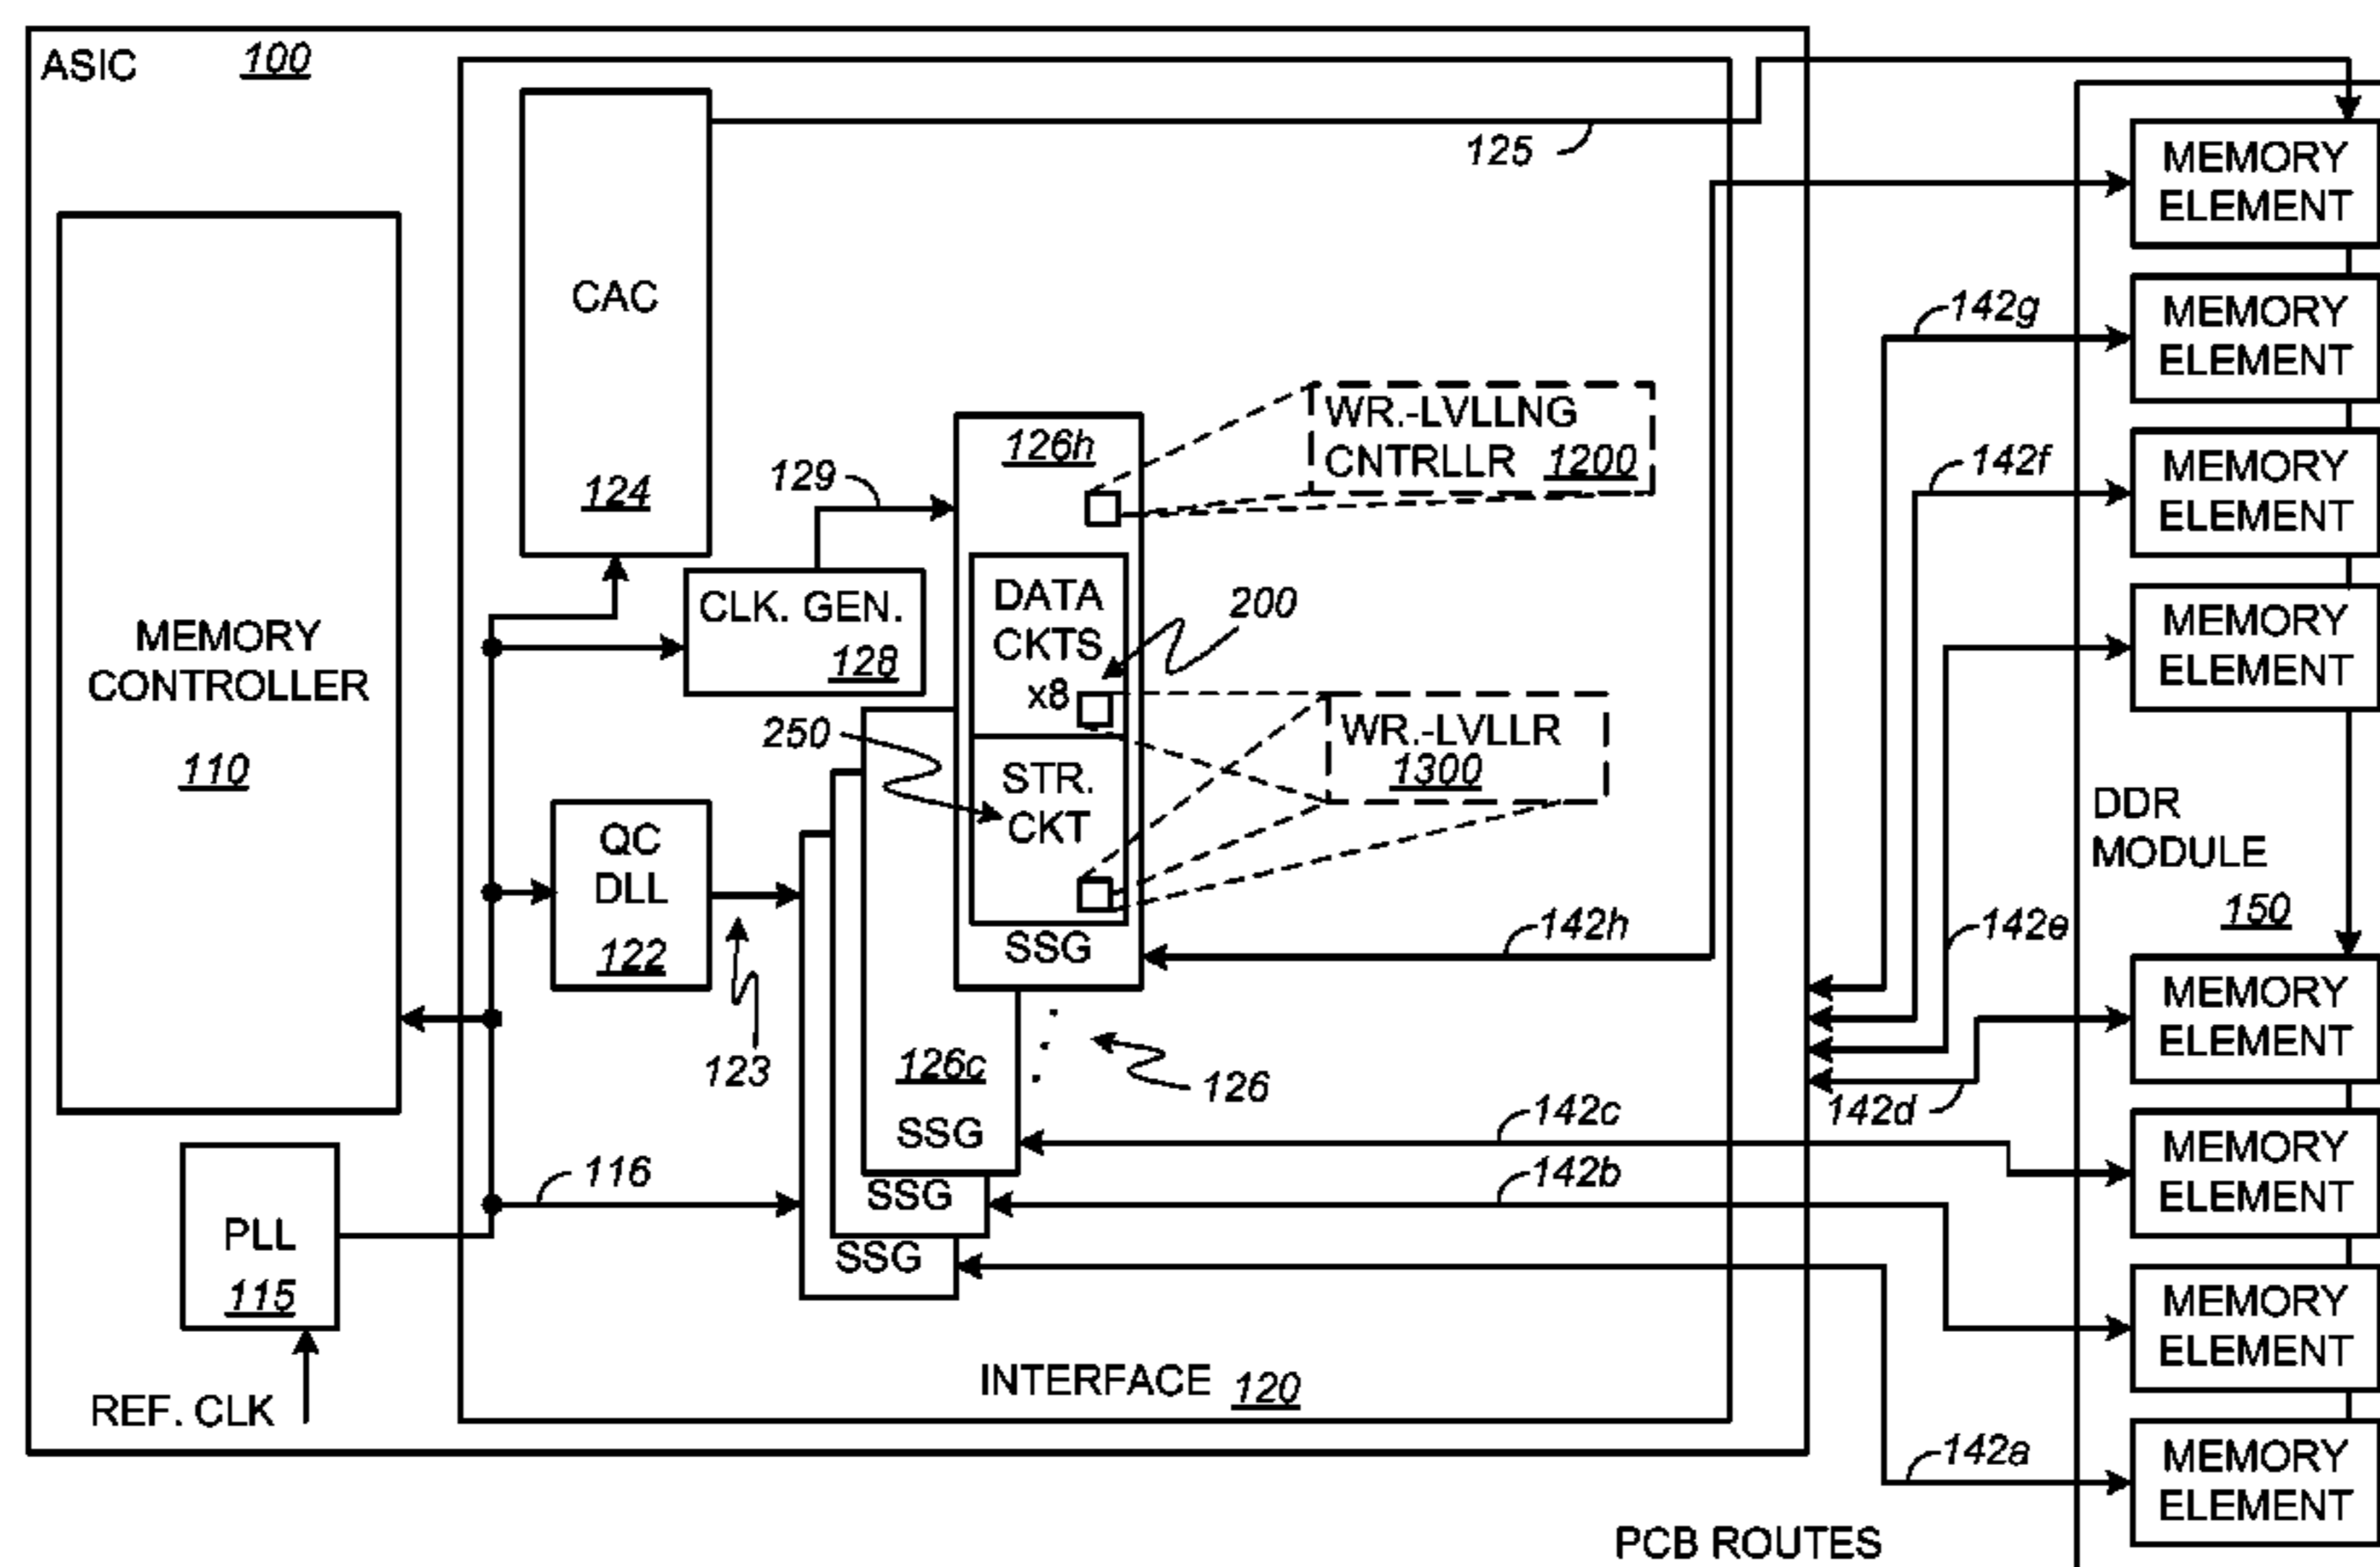 ASIC 100
CAC
124
125
MEMORY
ELEMENT
MEMORY
ELEMENT
142g
MEMORY
ELEMENT
142f
MEMORY
ELEMENT
142e
WR.-LVLLNG
CNTRLLR 1200
126h
129
CLK. GEN.
128
DATA
CKTS
x8
200
250
STR.
CKT
SSG
WR.-LVLLR
1300
MEMORY
CONTROLLER
110
QC
DLL
122
123
142h
DDR
MODULE
150
126c
SSG
126
MEMORY
ELEMENT
142d
142c
MEMORY
ELEMENT
116
SSG
142b
SSG
MEMORY
ELEMENT
PLL
115
REF. CLK
INTERFACE 120
142a
MEMORY
ELEMENT
PCB ROUTES